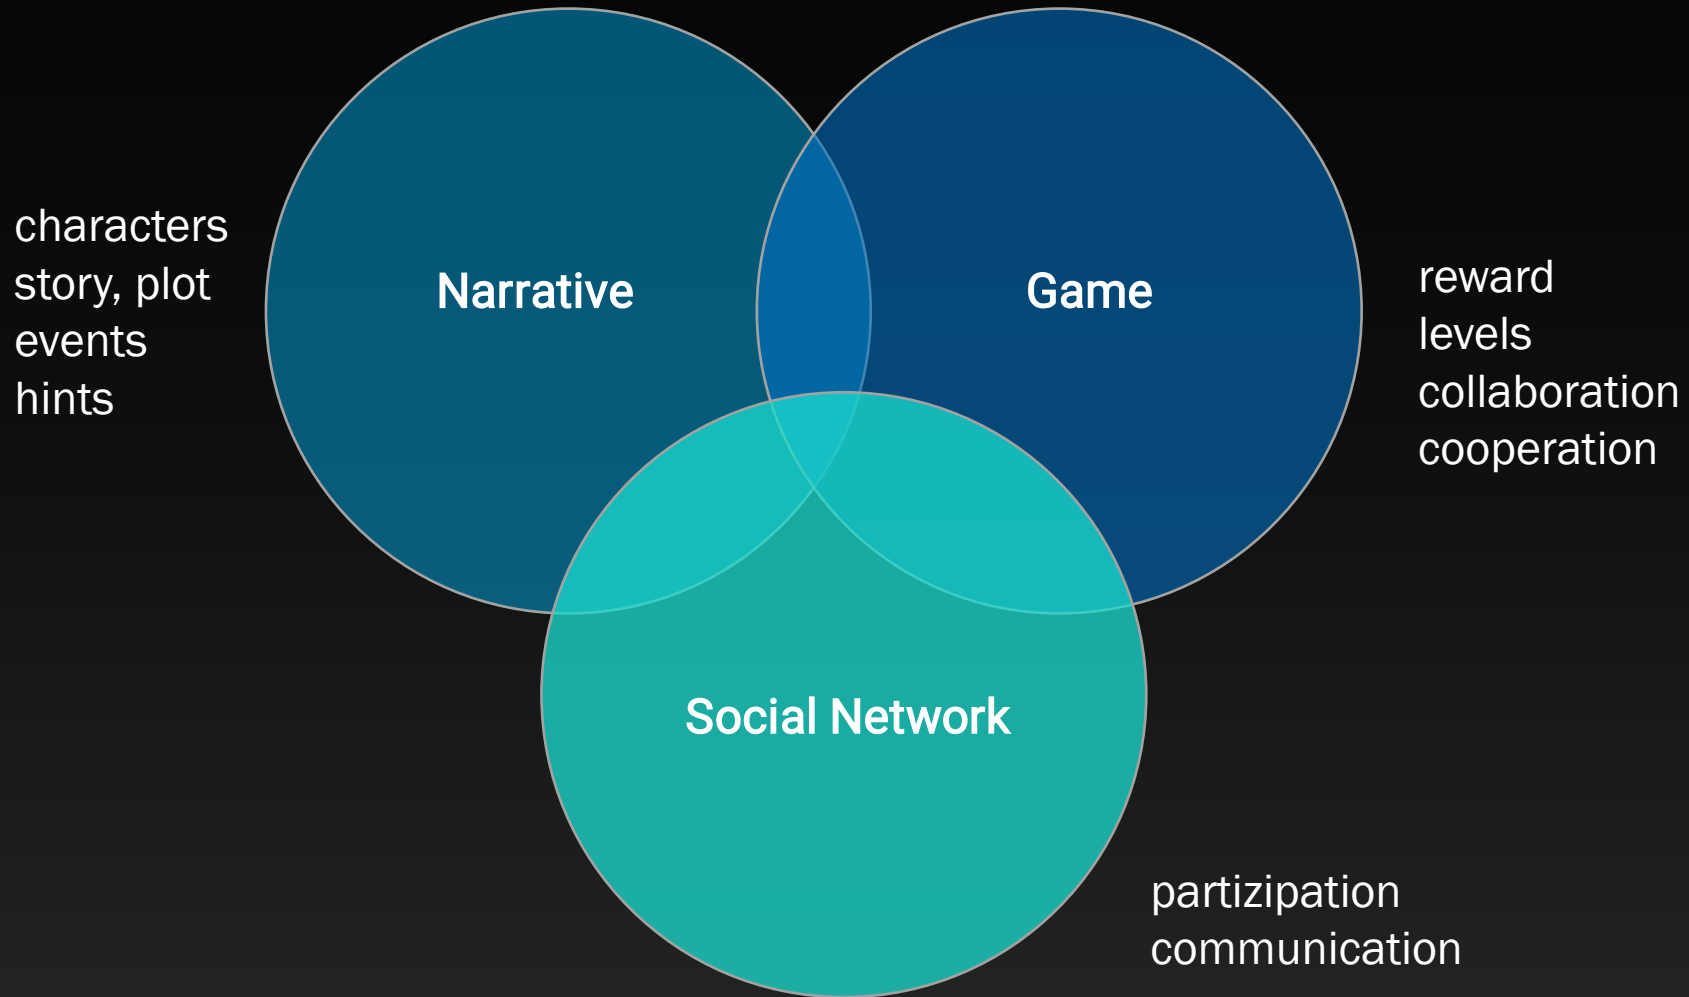 characters
story, plot
events
hints
Narrative
Game
reward
levels
collaboration
cooperation
Social Network
partizipation
communication